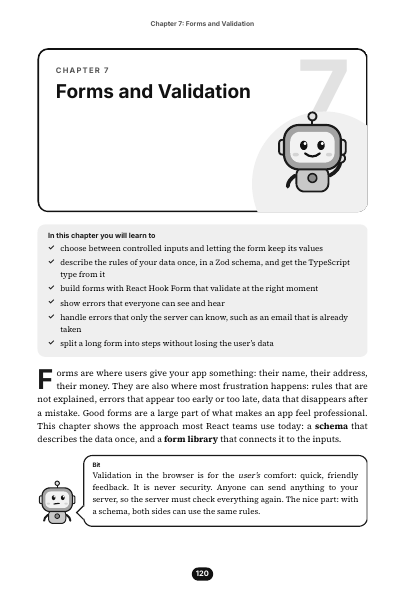 Chapter 7: Forms and Validation
CHAPTER 7
7
Forms and Validation
In this chapter you will learn to
✓ choose between controlled inputs and letting the form keep its values
✓ describe the rules of your data once, in a Zod schema, and get the TypeScript
type from it
✓ build forms with React Hook Form that validate at the right moment
✓ show errors that everyone can see and hear
✓ handle errors that only the server can know, such as an email that is already
taken
✓ split a long form into steps without losing the user's data
Forms are where users give your app something: their name, their address,
their money. They are also where most frustration happens: rules that are
not explained, errors that appear too early or too late, data that disappears after
a mistake. Good forms are a large part of what makes an app feel professional.
This chapter shows the approach most React teams use today: a schema that
describes the data once, and a form library that connects it to the inputs.
Bit
Validation in the browser is for the user's comfort: quick, friendly
feedback. It is never security. Anyone can send anything to your
server, so the server must check everything again. The nice part: with
a schema, both sides can use the same rules.
120